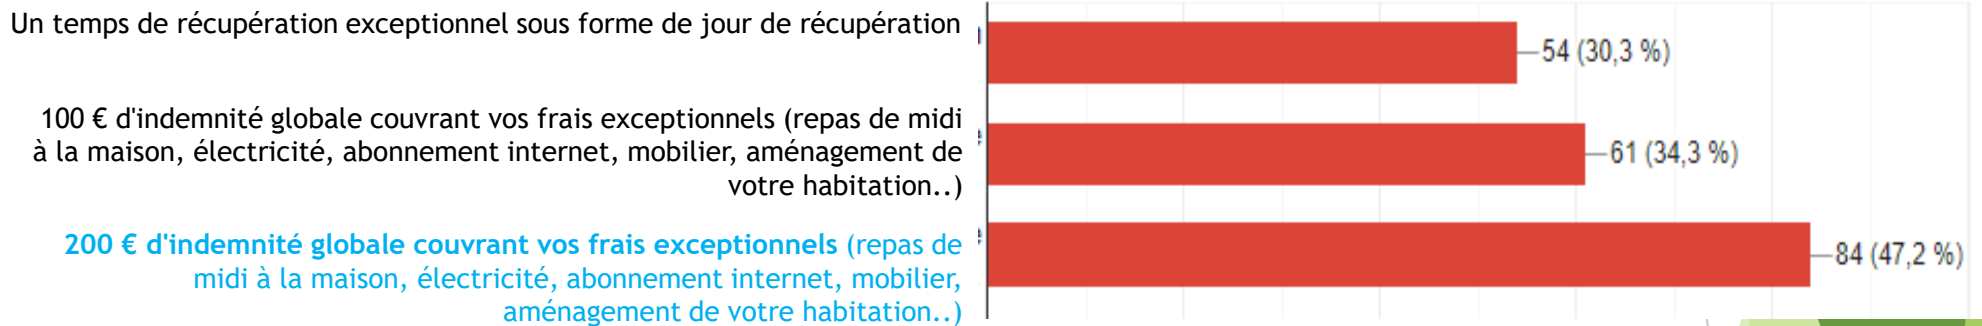 Un temps de récupération exceptionnel sous forme de jour de récupération
54 (30,3 %)
100 € d'indemnité globale couvrant vos frais exceptionnels (repas de midi
à la maison, électricité, abonnement internet, mobilier, aménagement de
votre habitation..)
61 (34,3 %)
200 € d'indemnité globale couvrant vos frais exceptionnels (repas de
midi à la maison, électricité, abonnement internet, mobilier,
aménagement de votre habitation..)
84 (47,2 %)